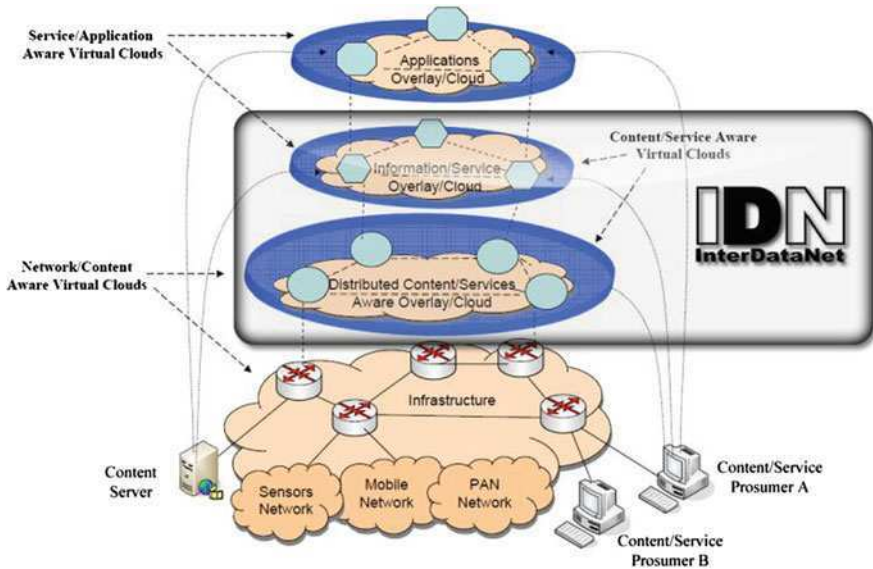 Service/Application
Aware Virtual Clouds
Applications
Overlay/Cloud
Content/Service Aware
Virtual Clouds
Information/Service
Overlay/Cloud
IDN
InterDataNet
Network/Content
Aware Virtual Clouds
Distributed Content/Services
Aware Overlay/Cloud
Infrastructure
Content
Server
Sensors
Network
Mobile
Network
PAN
Network
Content/Service
Prosumer A
Content/Service
Prosumer B